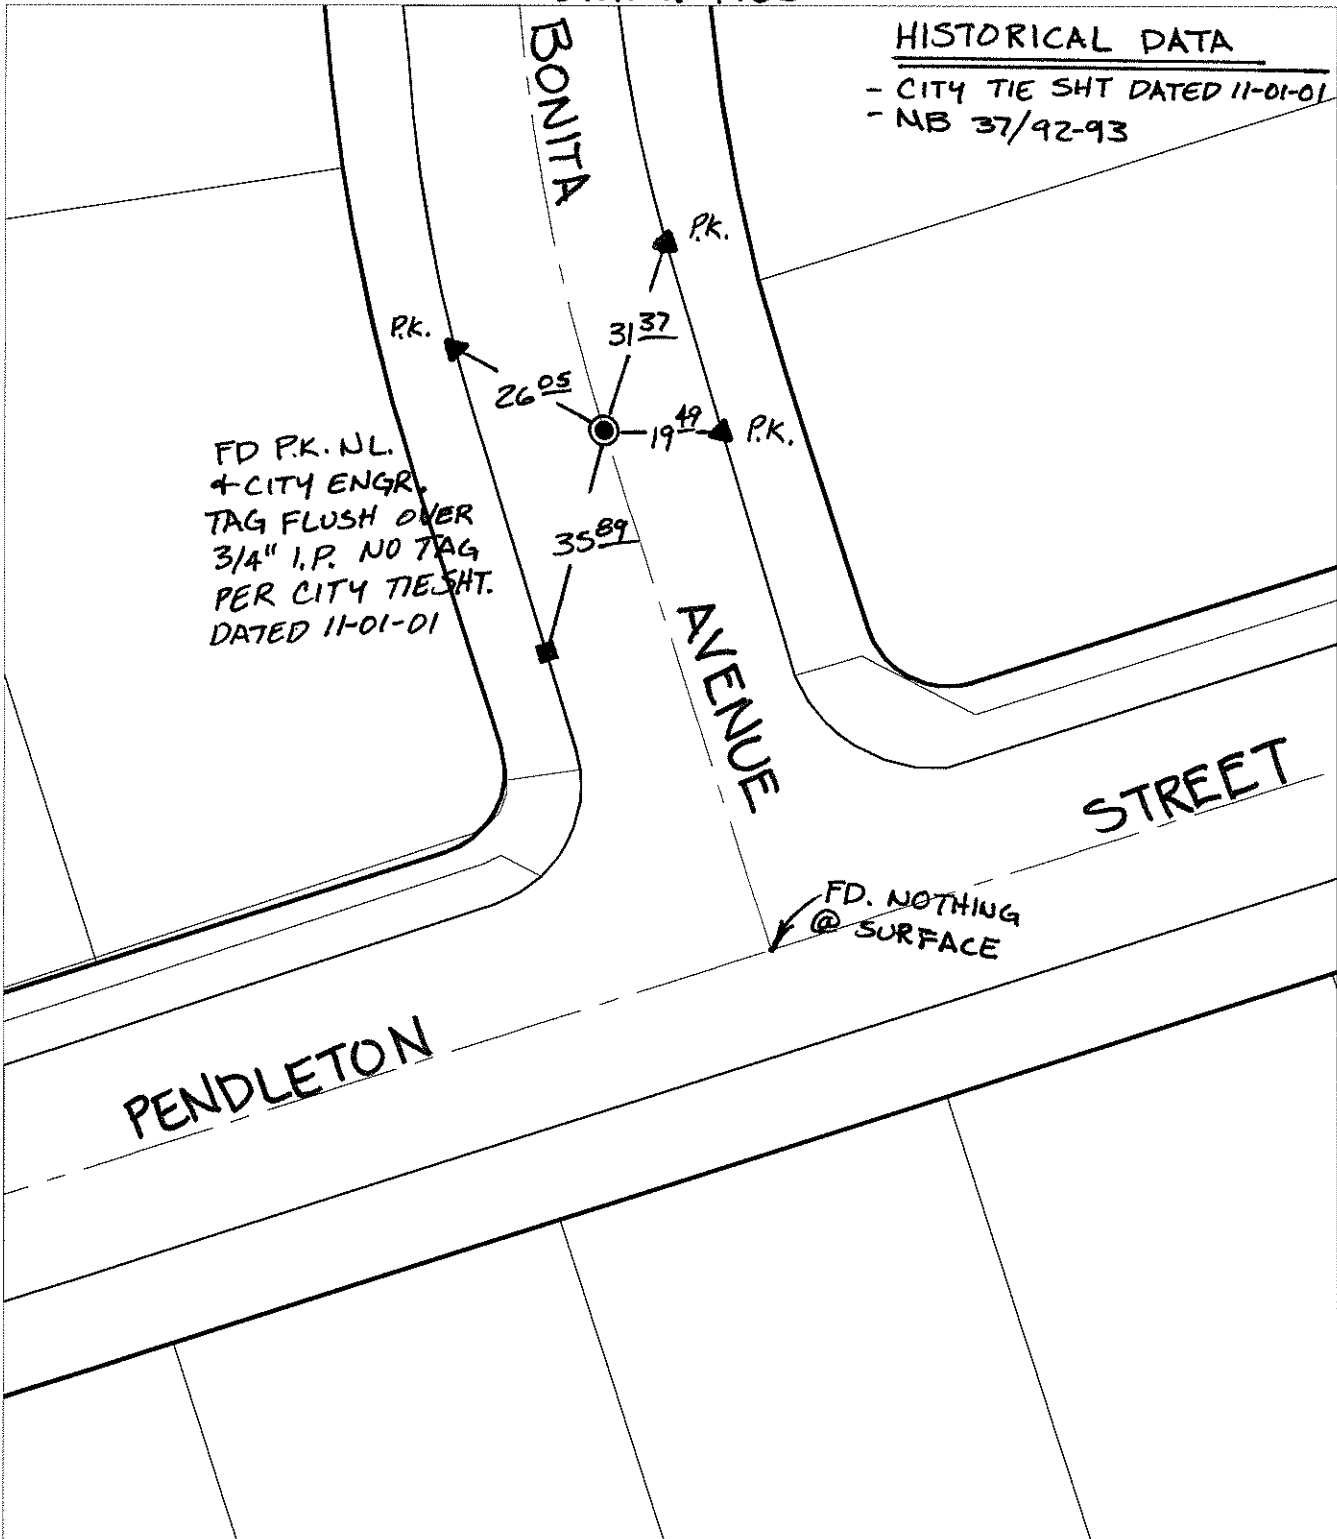 HISTORICAL DATA
- CITY TIE SHT DATED 11-01-01
- MB 37/92-93
BONITA
P.K.
P.K.
31 37
26 05
19 49
P.K.
FD P.K. NL.
& CITY ENGR.
TAG FLUSH OVER
3/4" I.P. NO TAG
PER CITY TIE SHT.
DATED 11-01-01
35 89
AVENUE
STREET
FD. NOTHING
@ SURFACE
PENDLETON